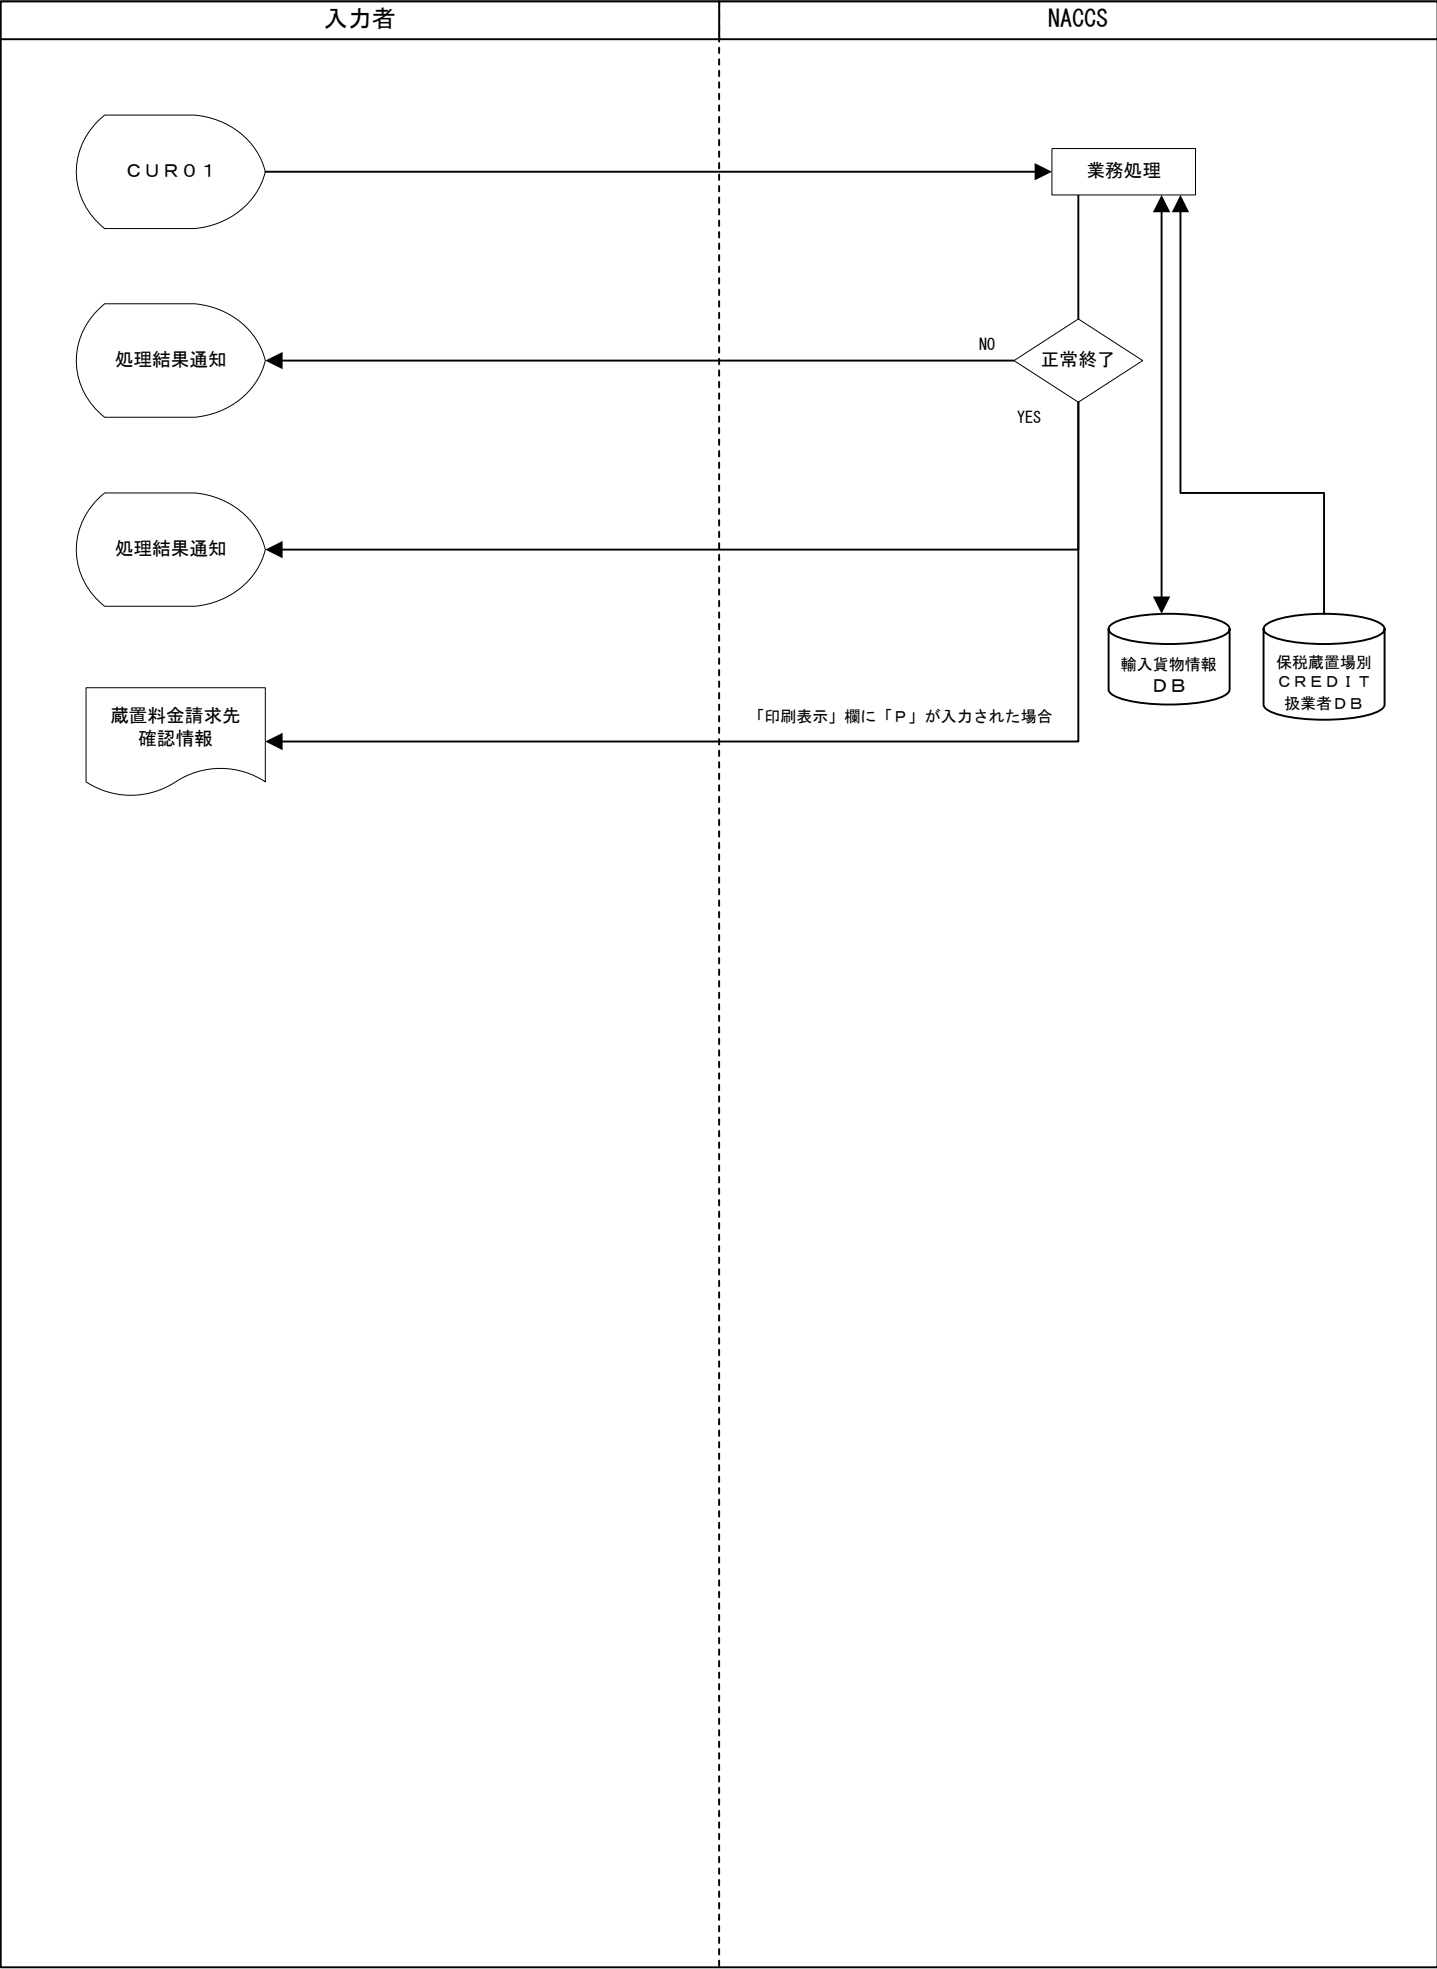 入力者
NACCS
ＣＵＲ０１
業務処理
処理結果通知
NO
正常終了
YES
処理結果通知
輸入貨物情報
ＤＢ
保税蔵置場別
ＣＲＥＤＩＴ
扱業者ＤＢ
蔵置料金請求先
確認情報
「印刷表示」欄に「Ｐ」が入力された場合